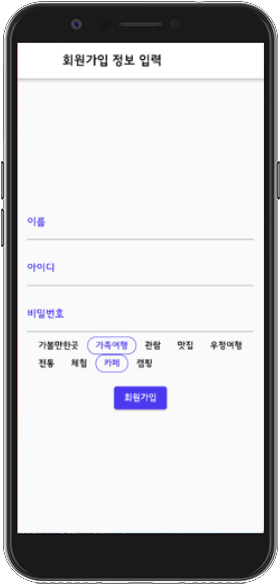 회원가입 정보 입력
이름
아이디
비밀번호
가볼만한곳 가족여행 관람 맛집 우정여행
전통 체험 카페 캠핑
회원가입